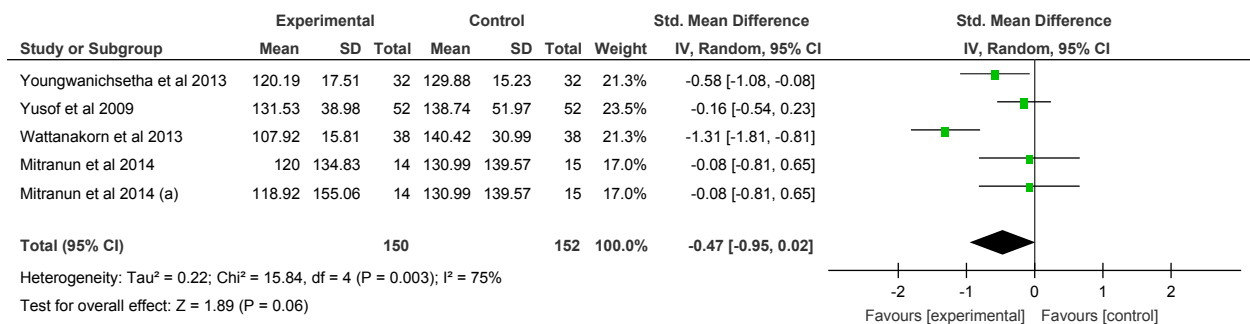 Experimental Control Std. Mean Difference Std. Mean Difference
Study or Subgroup Mean SD Total Mean SD Total Weight IV, Random, 95% CI IV, Random, 95% CI
Youngwanichsetha et al 2013 120.19 17.51 32 129.88 15.23 32 21.3% -0.58 [-1.08, -0.08]
Yusof et al 2009 131.53 38.98 52 138.74 51.97 52 23.5% -0.16 [-0.54, 0.23]
Wattanakorn et al 2013 107.92 15.81 38 140.42 30.99 38 21.3% -1.31 [-1.81, -0.81]
Mitranun et al 2014 120 134.83 14 130.99 139.57 15 17.0% -0.08 [-0.81, 0.65]
Mitranun et al 2014 (a) 118.92 155.06 14 130.99 139.57 15 17.0% -0.08 [-0.81, 0.65]
Total (95% CI) 150 152 100.0% -0.47 [-0.95, 0.02]
Heterogeneity: Tau² = 0.22; Chi² = 15.84, df = 4 (P = 0.003); I² = 75%
Test for overall effect: Z = 1.89 (P = 0.06)
-2 -1 0 1 2
Favours [experimental] Favours [control]